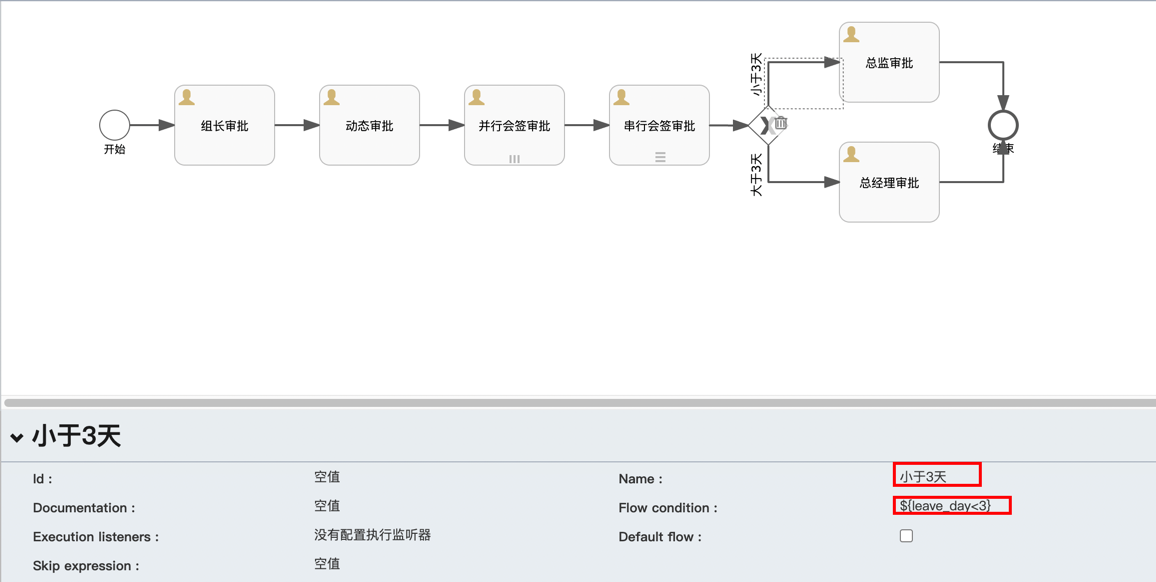 开始
组长审批
动态审批
并行会签审批
串行会签审批
小于3天
大于3天
总监审批
总经理审批
结束
小于3天
Id :
空值
Name :
小于3天
Documentation :
空值
Flow condition :
${leave_day<3}
Execution listeners :
没有配置执行监听器
Default flow :
Skip expression :
空值